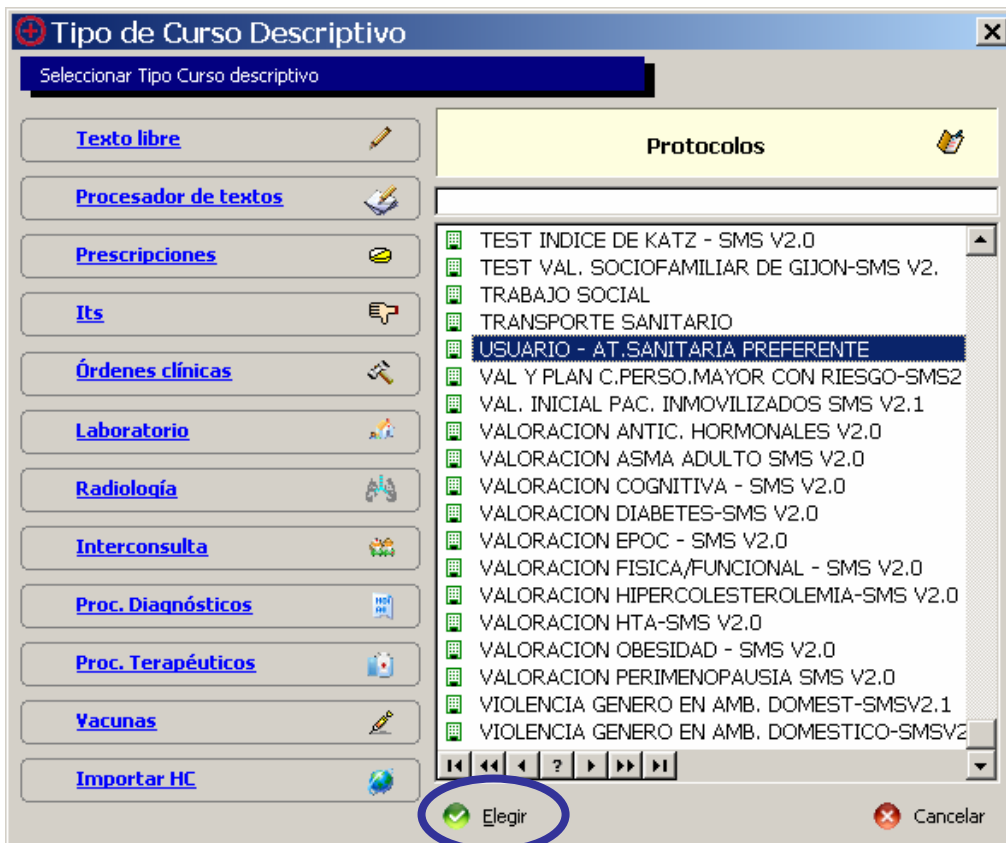 Tipo de Curso Descriptivo
Seleccionar Tipo Curso descriptivo
Texto libre
Procesador de textos
Prescripciones
Its
Órdenes clínicas
Laboratorio
Radiología
Interconsulta
Proc. Diagnósticos
Proc. Terapéuticos
Vacunas
Importar HC
Protocolos
TEST INDICE DE KATZ - SMS V2.0
TEST VAL. SOCIOFAMILIAR DE GIJON-SMS V2.
TRABAJO SOCIAL
TRANSPORTE SANITARIO
USUARIO - AT.SANITARIA PREFERENTE
VAL Y PLAN C.PERSO.MAYOR CON RIESGO-SMS2
VAL. INICIAL PAC. INMOVILIZADOS SMS V2.1
VALORACION ANTIC. HORMONALES V2.0
VALORACION ASMA ADULTO SMS V2.0
VALORACION COGNITIVA - SMS V2.0
VALORACION DIABETES-SMS V2.0
VALORACION EPOC - SMS V2.0
VALORACION FISICA/FUNCIONAL - SMS V2.0
VALORACION HIPERCOLESTEROLEMIA-SMS V2.0
VALORACION HTA-SMS V2.0
VALORACION OBESIDAD - SMS V2.0
VALORACION PERIMENOPAUSIA SMS V2.0
VIOLENCIA GENERO EN AMB. DOMEST-SMSV2.1
VIOLENCIA GENERO EN AMB. DOMESTICO-SMSV2
?
Elegir
Cancelar